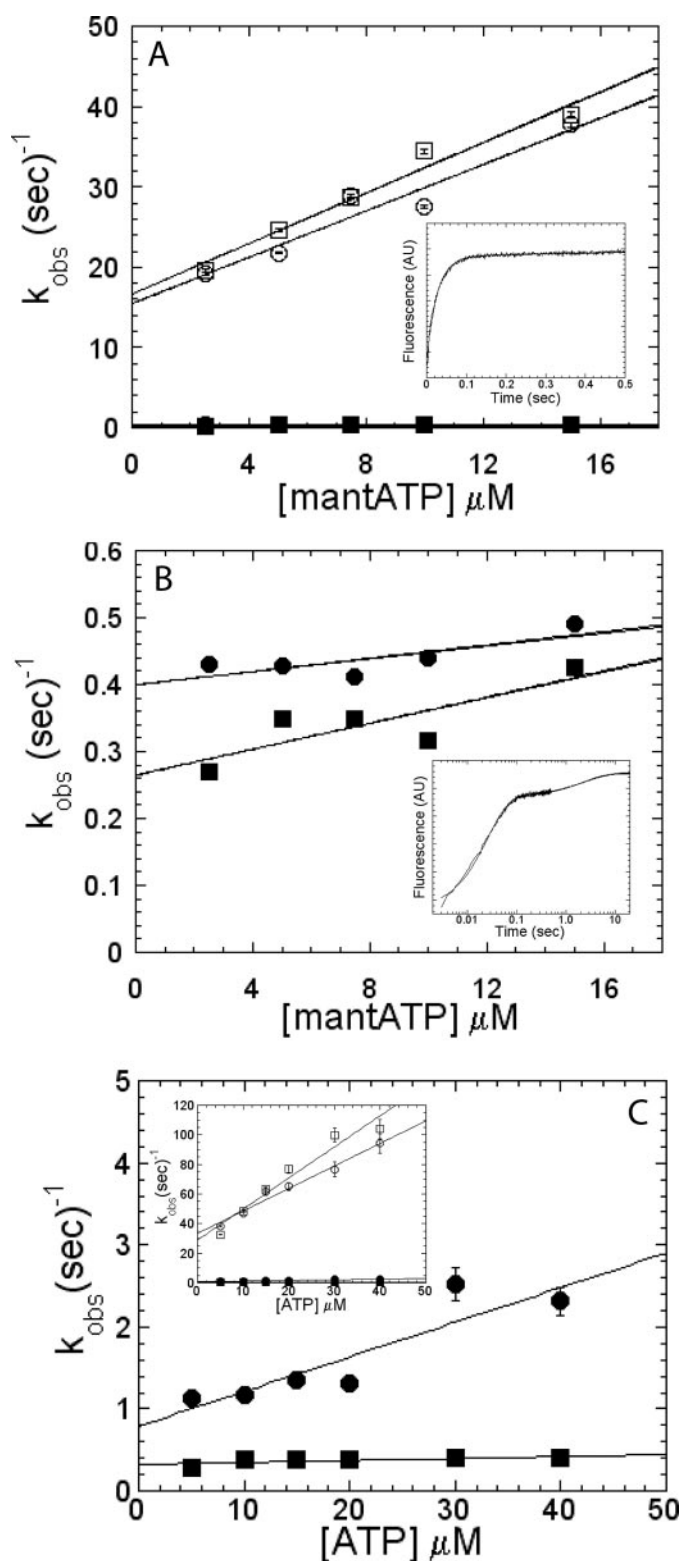 A
50
40
30
20
10
0
k_obs (sec)^-1
0 4 8 12 16
[mantATP] μM
Fluorescence (AU)
0 0.1 0.2 0.3 0.4 0.5
Time (sec)
B
0.6
0.5
0.4
0.3
0.2
0.1
0
k_obs (sec)^-1
0 4 8 12 16
[mantATP] μM
Fluorescence (AU)
0.01 0.1 1.0 10
Time (sec)
C
5
4
3
2
1
0
k_obs (sec)^-1
0 10 20 30 40 50
[ATP] μM
120
100
80
60
40
20
0
k_obs (sec)^-1
0 10 20 30 40 50
[ATP] μM